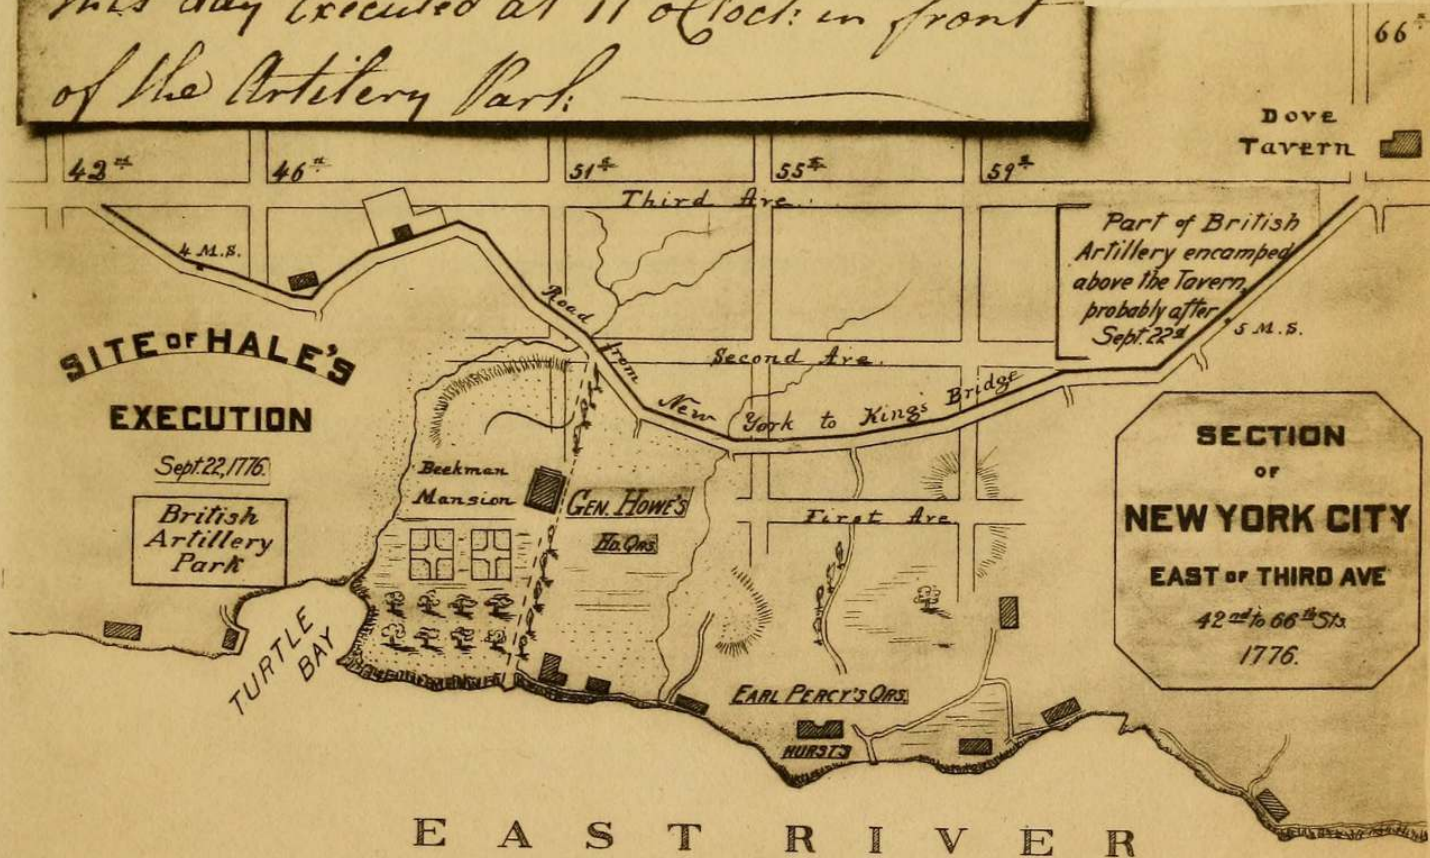 this day Executed at 11 oClock in front
of the Artilery Park
66th
Dove
Tavern
42nd
46th
51st
55th
59th
Third Ave.
4 M.S.
Part of British
Artillery encamped
above the Tavern,
probably after
Sept. 22d
5 M.S.
Road from New York to King's Bridge
Second Ave.
SITE OF HALE'S
EXECUTION
Sept. 22, 1776.
British
Artillery
Park
Beekman
Mansion
GEN. HOWE'S
HD. QRS.
First Ave
SECTION
OF
NEW YORK CITY
EAST OF THIRD AVE
42nd to 66th Sts.
1776.
TURTLE
BAY
EARL PERCY'S QRS.
HURST'S
EAST RIVER